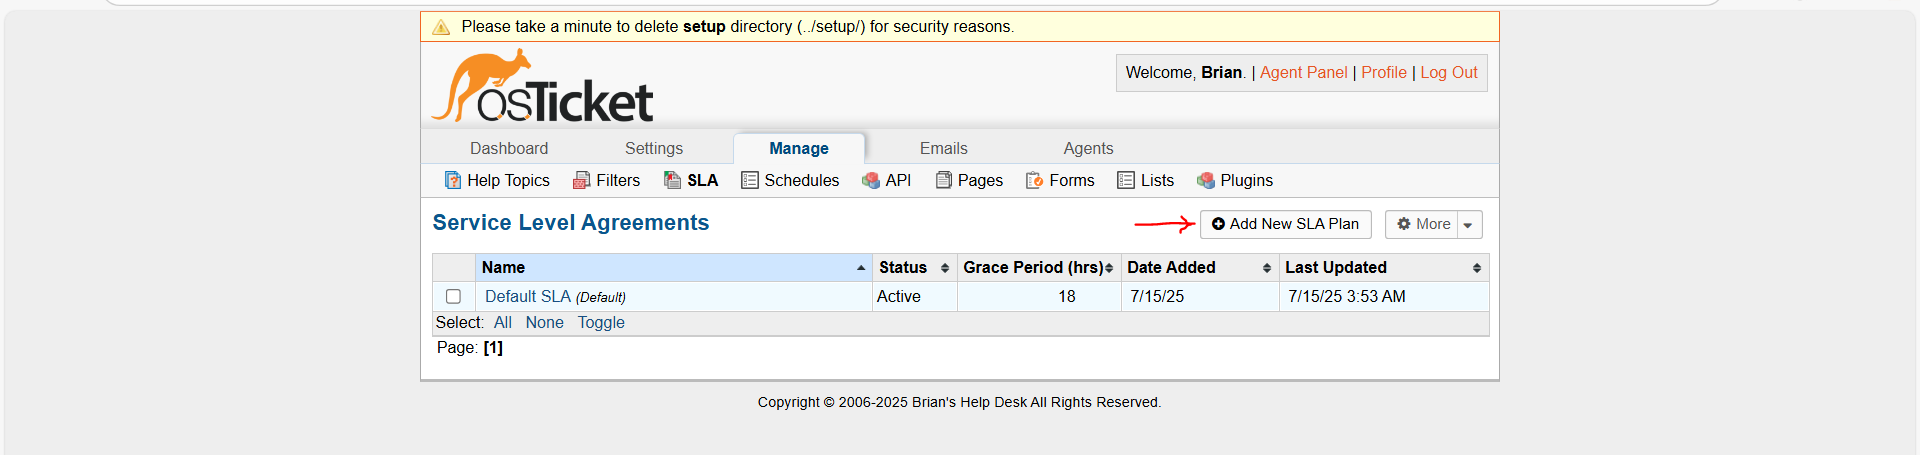 Please take a minute to delete setup directory (../setup/) for security reasons.
osTicket
Welcome, Brian. | Agent Panel | Profile | Log Out
Dashboard Settings Manage Emails Agents
Help Topics Filters SLA Schedules API Pages Forms Lists Plugins
Service Level Agreements Add New SLA Plan More
Name Status Grace Period (hrs) Date Added Last Updated
Default SLA (Default) Active 18 7/15/25 7/15/25 3:53 AM
Select: All None Toggle
Page: [1]
Copyright © 2006-2025 Brian's Help Desk All Rights Reserved.